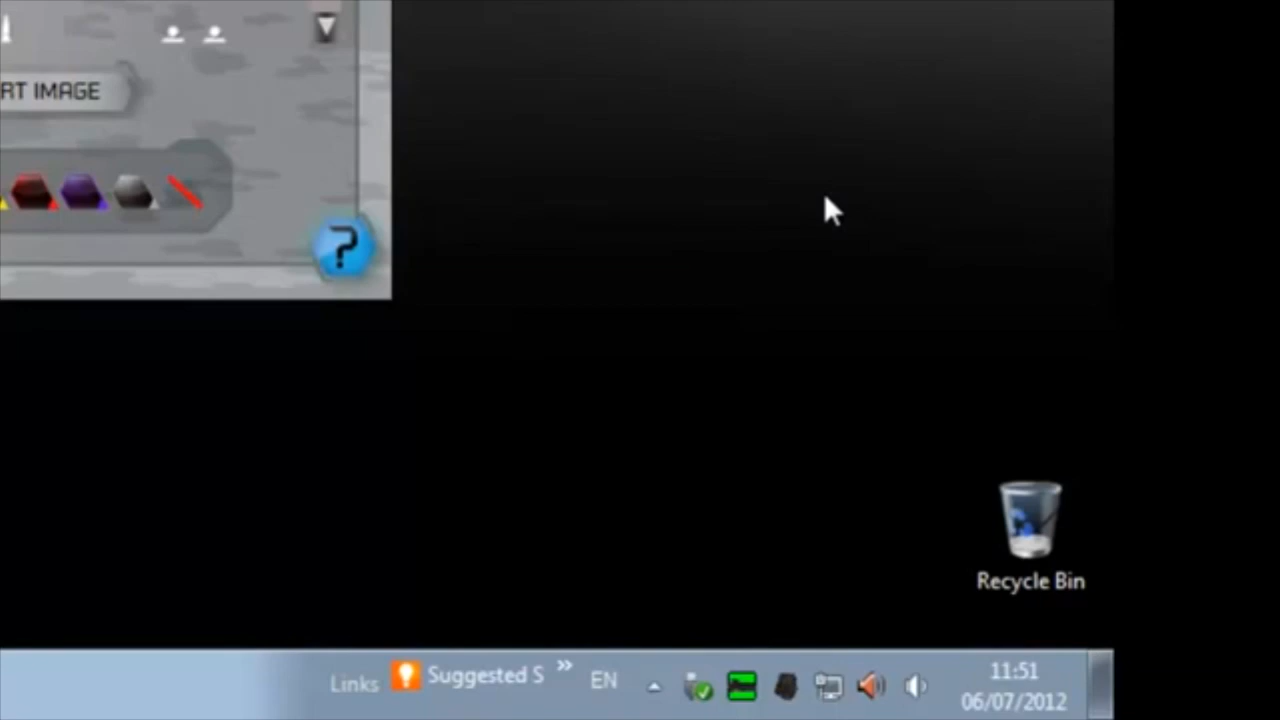 RT IMAGE
?
Recycle Bin
Links Suggested S » EN 11:51
06/07/2012